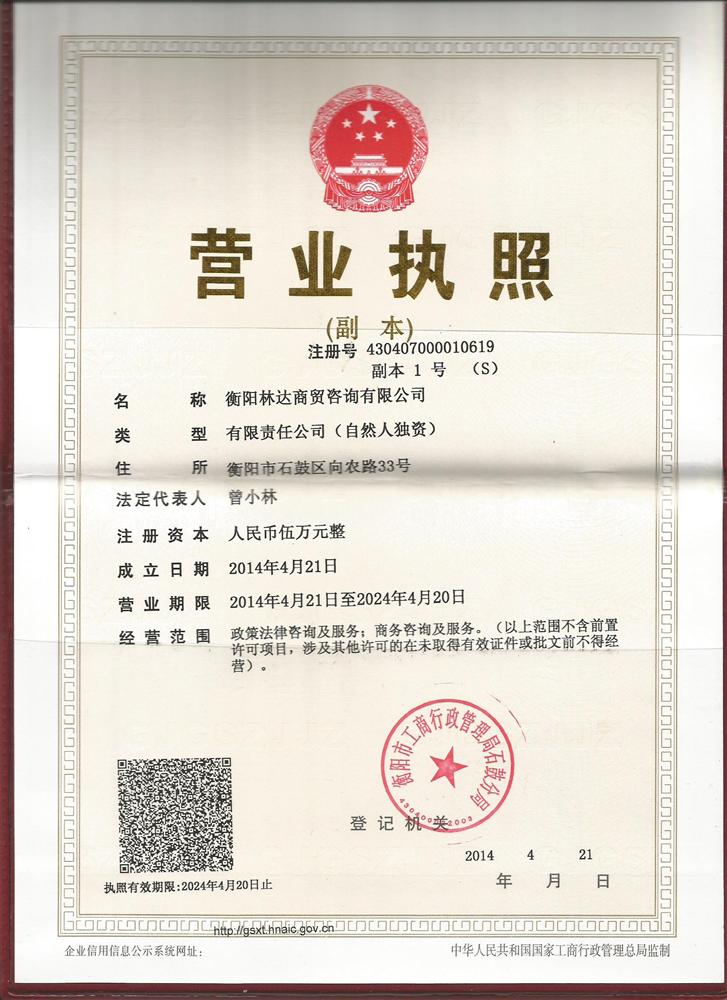 营业执照
(副 本)
注册号 430407000010619
副本 1 号 （S）
名 称 衡阳林达商贸咨询有限公司
类 型 有限责任公司（自然人独资）
住 所 衡阳市石鼓区向农路33号
法定代表人 曾小林
注册资本 人民币伍万元整
成立日期 2014年4月21日
营业期限 2014年4月21日至2024年4月20日
经营范围 政策法律咨询及服务；商务咨询及服务。（以上范围不含前置
许可项目，涉及其他许可的在未取得有效证件或批文前不得经
营）。
衡阳市工商行政管理局石鼓分局
登记机关
2014 4 21
年 月 日
执照有效期限:2024年4月20日止
http://gsxt.hnaic.gov.cn
企业信用信息公示系统网址：
中华人民共和国国家工商行政管理总局监制